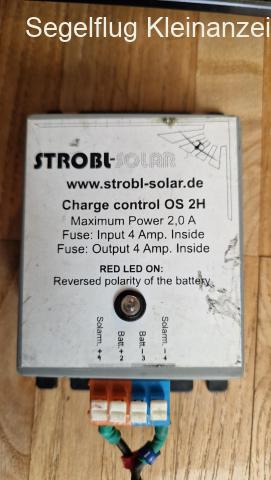 Segelflug Kleinanzei
STROBL-SOLAR
www.strobl-solar.de
Charge control OS 2H
Maximum Power 2,0 A
Fuse: Input 4 Amp. Inside
Fuse: Output 4 Amp. Inside
RED LED ON:
Reversed polarity of the battery
Solarm. + 1
Batt. + 2
Batt. – 3
Solarm. – 4